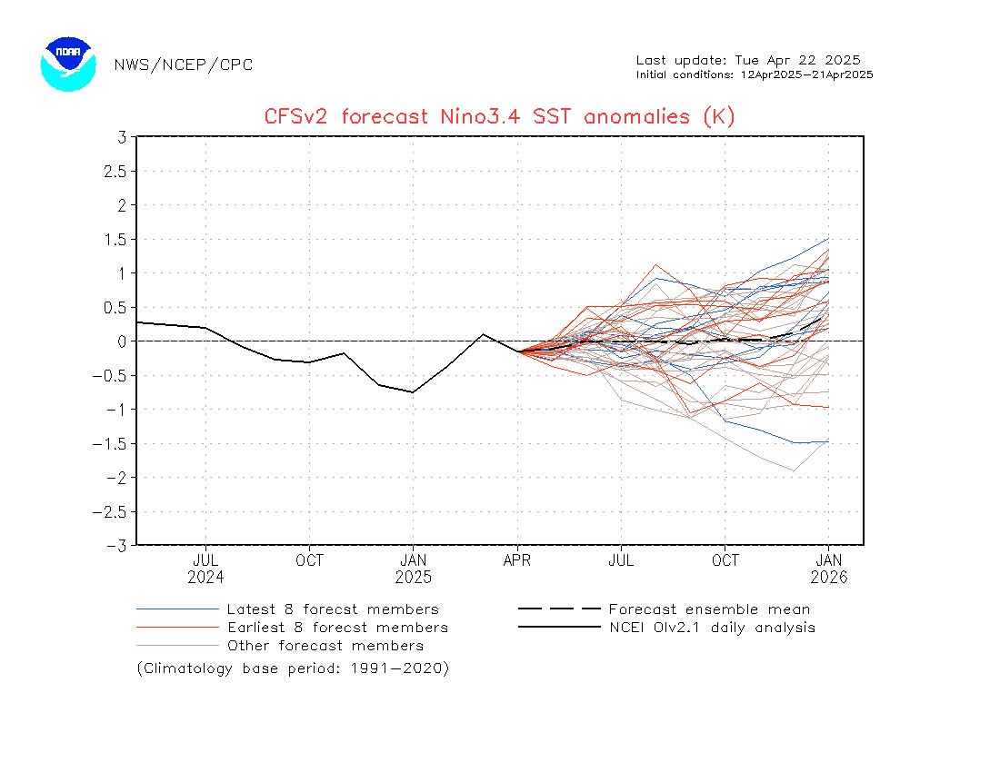 NOAA
NWS/NCEP/CPC
Last update: Tue Apr 22 2025
Initial conditions: 12Apr2025–21Apr2025
CFSv2 forecast Nino3.4 SST anomalies (K)
3
2.5
2
1.5
1
0.5
0
−0.5
−1
−1.5
−2
−2.5
−3
JUL OCT JAN APR JUL OCT JAN
2024 2025 2026
Latest 8 forecst members
Earliest 8 forecst members
Other forecast members
Forecast ensemble mean
NCEI OIv2.1 daily analysis
(Climatology base period: 1991–2020)